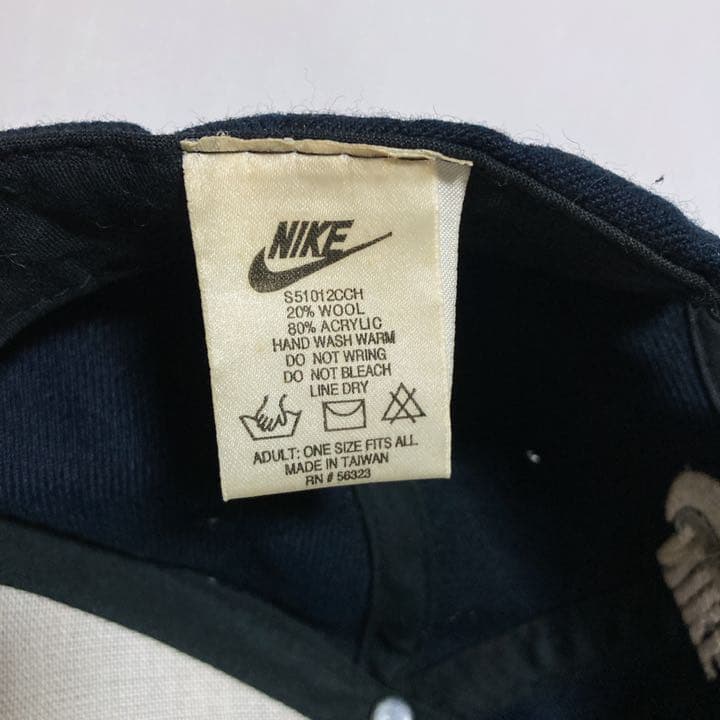 NIKE
S51012CCH
20% WOOL
80% ACRYLIC
HAND WASH WARM
DO NOT WRING
DO NOT BLEACH
LINE DRY
ADULT: ONE SIZE FITS ALL
MADE IN TAIWAN
RN # 56323